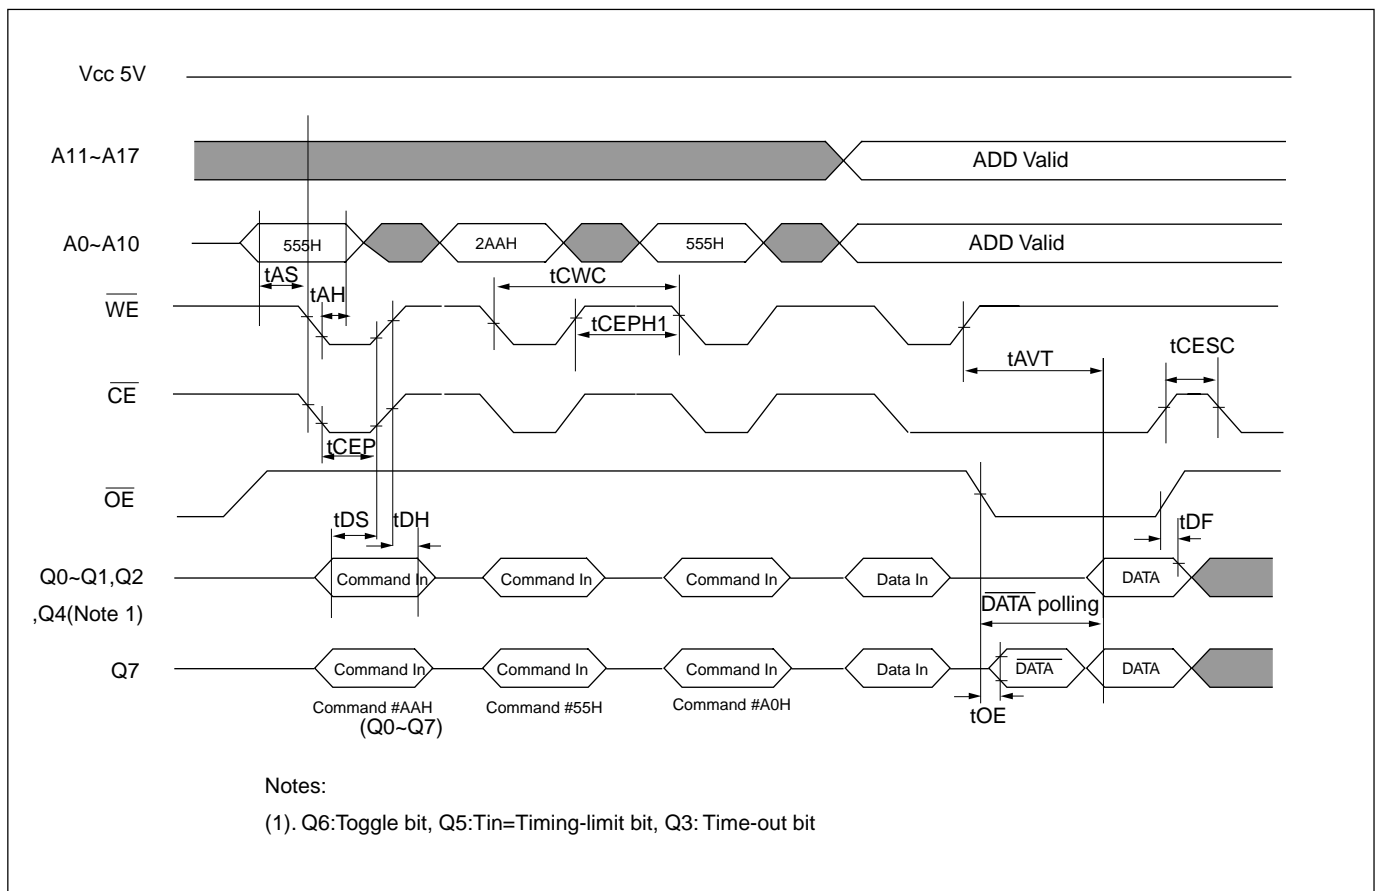 Vcc 5V
A11~A17
ADD Valid
A0~A10
555H
2AAH
555H
ADD Valid
tAS
tAH
tCWC
WE
tCEPH1
tAVT
tCESC
CE
tCEP
OE
tDS
tDH
tDF
Q0~Q1,Q2
,Q4(Note 1)
Command In
Command In
Command In
Data In
DATA
DATA polling
Q7
Command In
Command In
Command In
Data In
DATA
DATA
Command #AAH
Command #55H
Command #A0H
(Q0~Q7)
tOE
Notes:
(1). Q6:Toggle bit, Q5:Tin=Timing-limit bit, Q3: Time-out bit